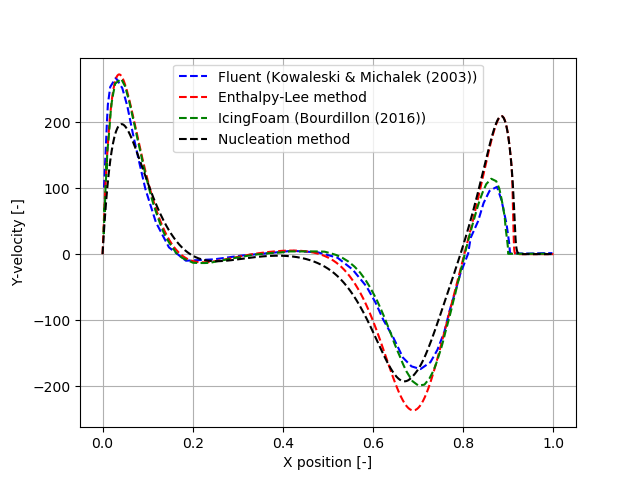 Fluent (Kowaleski & Michalek (2003))
Enthalpy-Lee method
IcingFoam (Bourdillon (2016))
Nucleation method
Y-velocity [-]
200
100
0
−100
−200
0.0 0.2 0.4 0.6 0.8 1.0
X position [-]